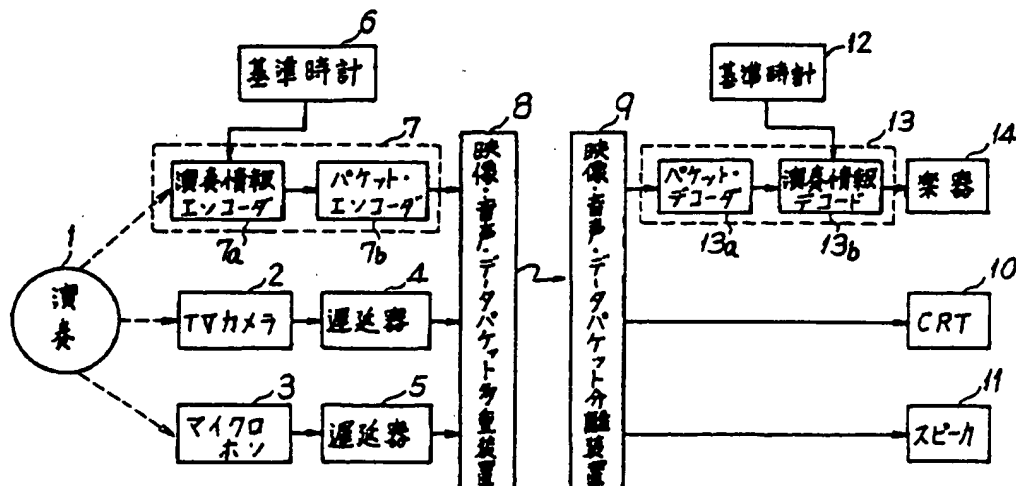 6
基準時計
12
基準時計
7
演奏情報
エンコーダ
7a
パケット・
エンコーダ
7b
8
映像・音声・データパケット多重装置
9
映像・音声・データパケット分離装置
13
パケット・
デコーダ
13a
演奏情報
デコード
13b
14
楽器
1
演奏
2
TVカメラ
4
遅延器
10
CRT
3
マイクロ
ホン
5
遅延器
11
スピーカ